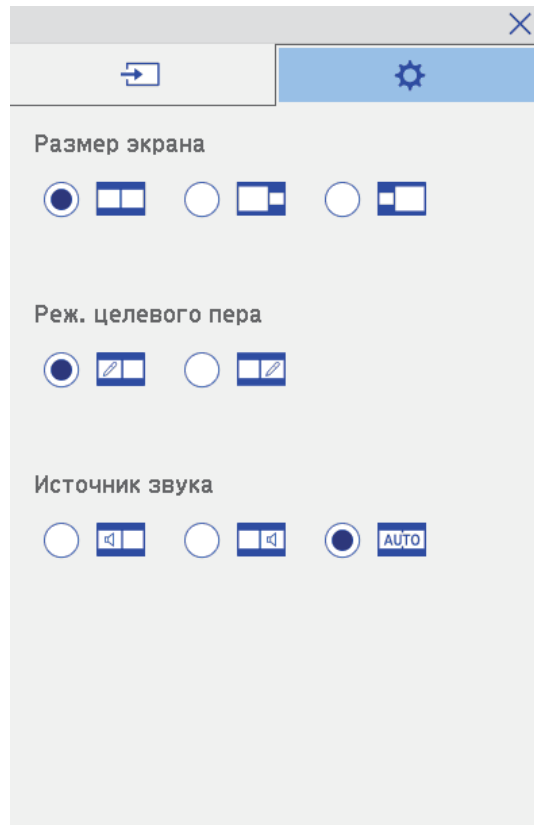 Размер экрана
Реж. целевого пера
Источник звука
AUTO